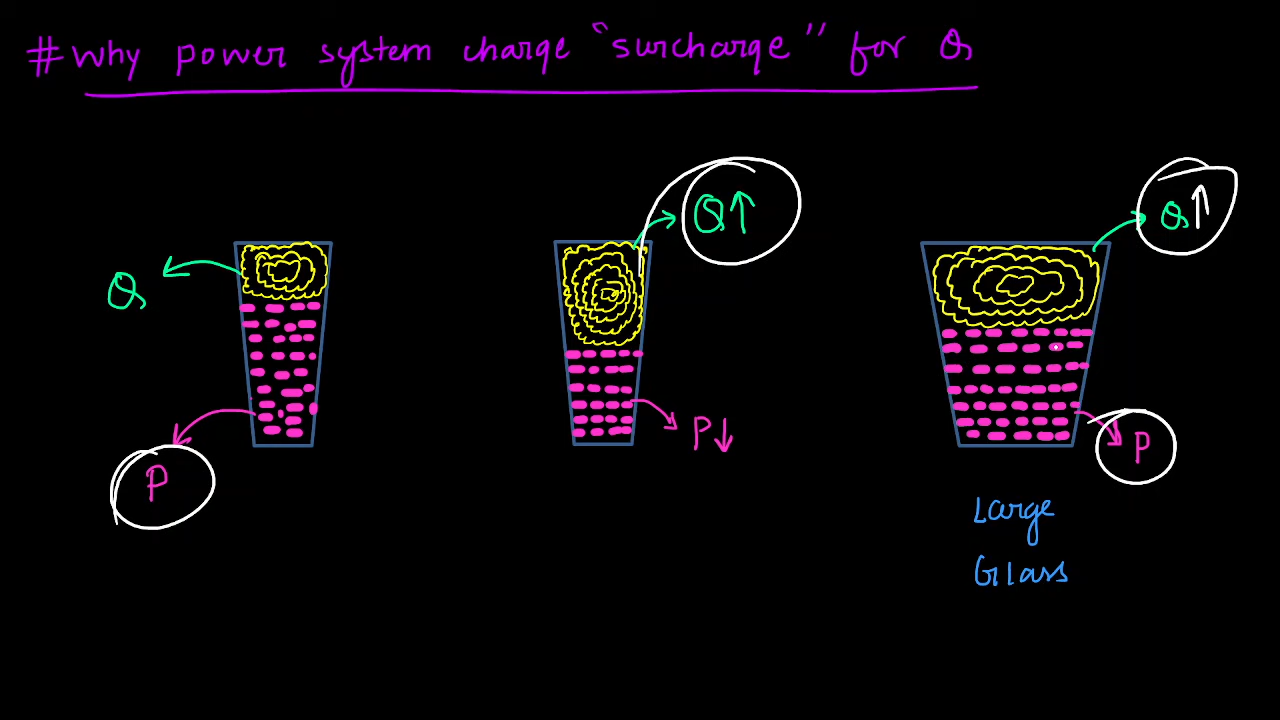 # Why power system charge "surcharge" for Q
Q
P
Q↑
P↓
Q↑
P
Large
Glass